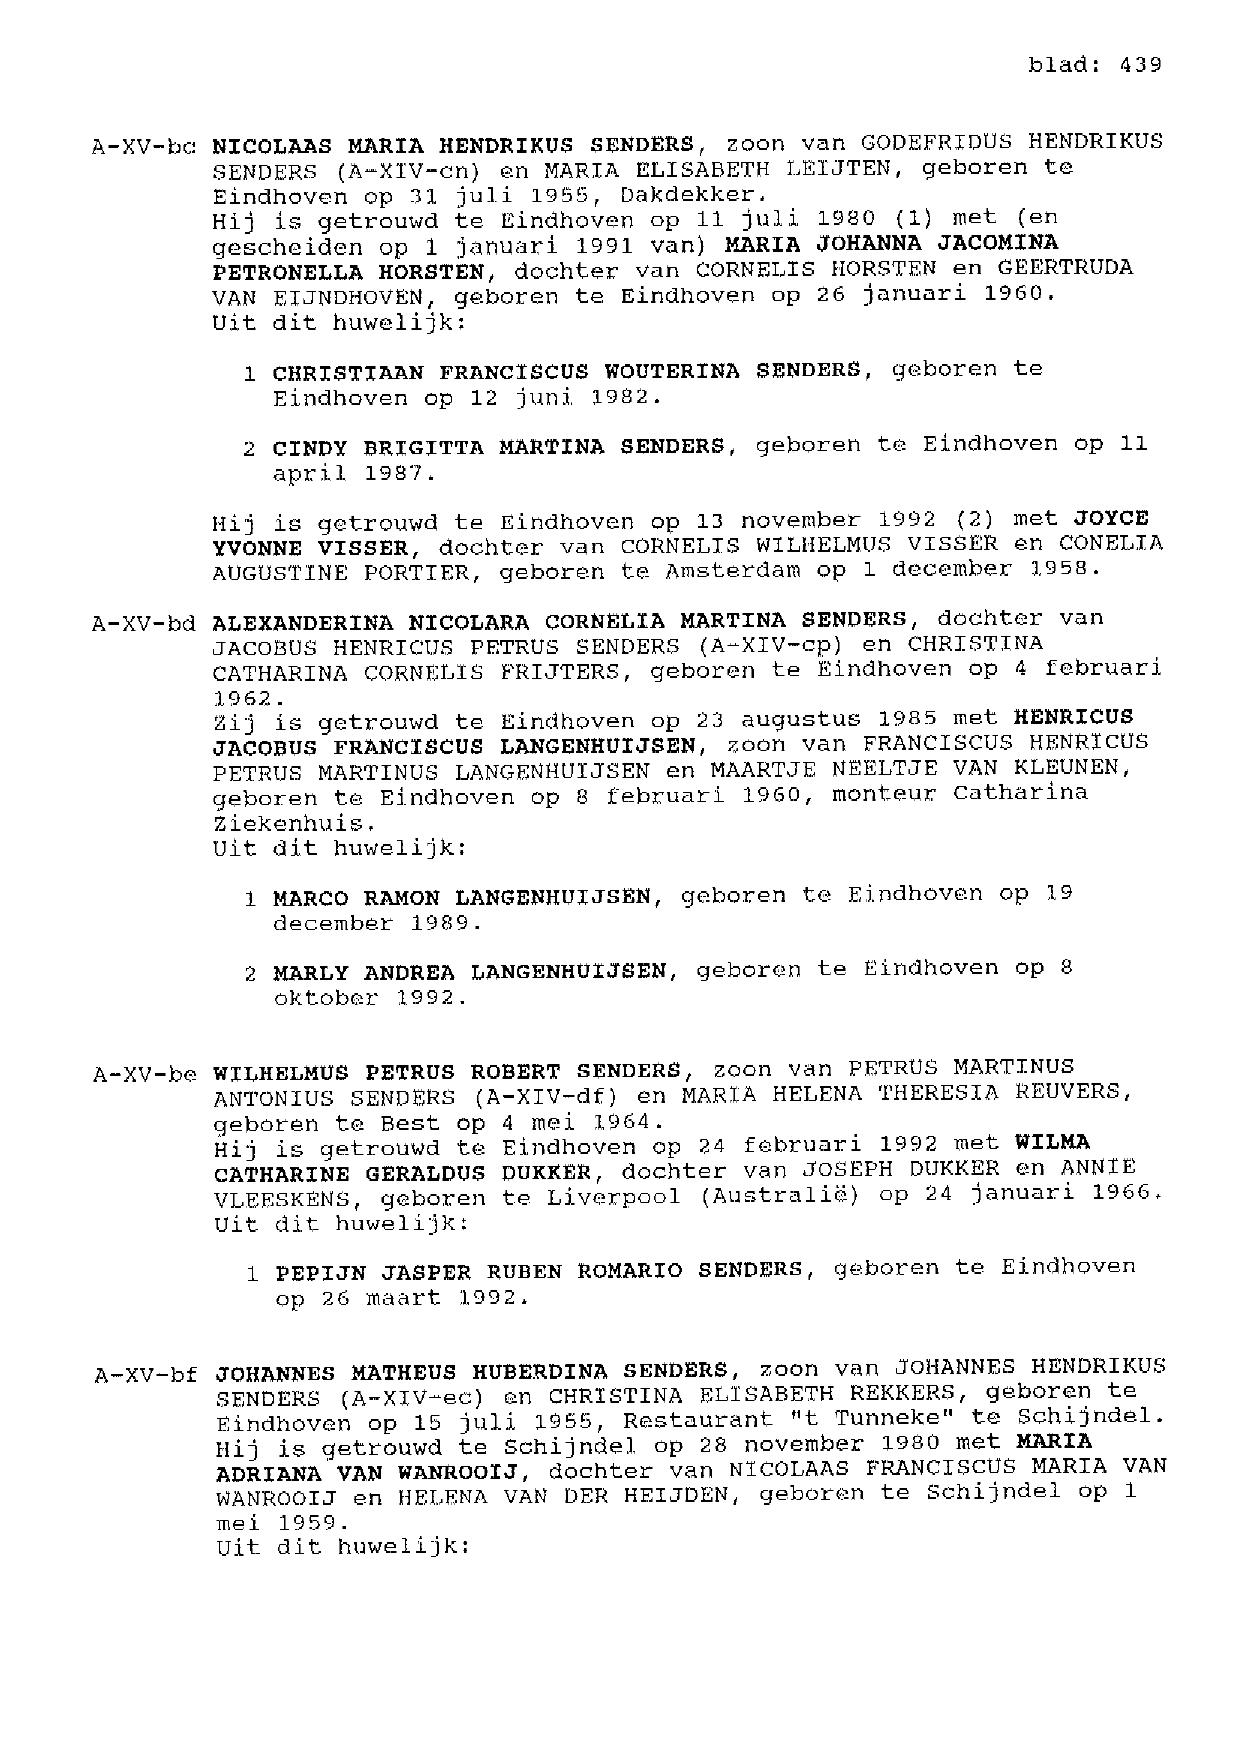 blad: 439
A-XV-bc NICOLAAS MARIA HENDRIKUS SENDERS, zoon van GODEFRIDUS HENDRIKUS
SENDERS (A-XIV-cn) en MARIA ELISABETH LEIJTEN, geboren te
Eindhoven op 31 juli 1955, Dakdekker.
Hij is getrouwd te Eindhoven op 11 juli 1980 (1) met (en
gescheiden op 1 januari 1991 van) MARIA JOHANNA JACOMINA
PETRONELLA HORSTEN, dochter van CORNELIS HORSTEN en GEERTRUDA
VAN EIJNDHOVEN, geboren te Eindhoven op 26 januari 1960.
Uit dit huwelijk:
1 CHRISTIAAN FRANCISCUS WOUTERINA SENDERS, geboren te
Eindhoven op 12 juni 1982.
2 CINDY BRIGITTA MARTINA SENDERS, geboren te Eindhoven op 11
april 1987.
Hij is getrouwd te Eindhoven op 13 november 1992 (2) met JOYCE
YVONNE VISSER, dochter van CORNELIS WILHELMUS VISSER en CONELIA
AUGUSTINE PORTIER, geboren te Amsterdam op 1 december 1958.
A-XV-bd ALEXANDERINA NICOLARA CORNELIA MARTINA SENDERS, dochter van
JACOBUS HENRICUS PETRUS SENDERS (A-XIV-cp) en CHRISTINA
CATHARINA CORNELIS FRIJTERS, geboren te Eindhoven op 4 februari
1962.
Zij is getrouwd te Eindhoven op 23 augustus 1985 met HENRICUS
JACOBUS FRANCISCUS LANGENHUIJSEN, zoon van FRANCISCUS HENRICUS
PETRUS MARTINUS LANGENHUIJSEN en MAARTJE NEELTJE VAN KLEUNEN,
geboren te Eindhoven op 8 februari 1960, monteur Catharina
Ziekenhuis.
Uit dit huwelijk:
1 MARCO RAMON LANGENHUIJSEN, geboren te Eindhoven op 19
december 1989.
2 MARLY ANDREA LANGENHUIJSEN, geboren te Eindhoven op 8
oktober 1992.
A-XV-be WILHELMUS PETRUS ROBERT SENDERS, zoon van PETRUS MARTINUS
ANTONIUS SENDERS (A-XIV-df) en MARIA HELENA THERESIA REUVERS,
geboren te Best op 4 mei 1964.
Hij is getrouwd te Eindhoven op 24 februari 1992 met WILMA
CATHARINE GERALDUS DUKKER, dochter van JOSEPH DUKKER en ANNIE
VLEESKENS, geboren te Liverpool (Australië) op 24 januari 1966.
Uit dit huwelijk:
1 PEPIJN JASPER RUBEN ROMARIO SENDERS, geboren te Eindhoven
op 26 maart 1992.
A-XV-bf JOHANNES MATHEUS HUBERDINA SENDERS, zoon van JOHANNES HENDRIKUS
SENDERS (A-XIV-ec) en CHRISTINA ELISABETH REKKERS, geboren te
Eindhoven op 15 juli 1955, Restaurant "t Tunneke" te Schijndel.
Hij is getrouwd te Schijndel op 28 november 1980 met MARIA
ADRIANA VAN WANROOIJ, dochter van NICOLAAS FRANCISCUS MARIA VAN
WANROOIJ en HELENA VAN DER HEIJDEN, geboren te Schijndel op 1
mei 1959.
Uit dit huwelijk: